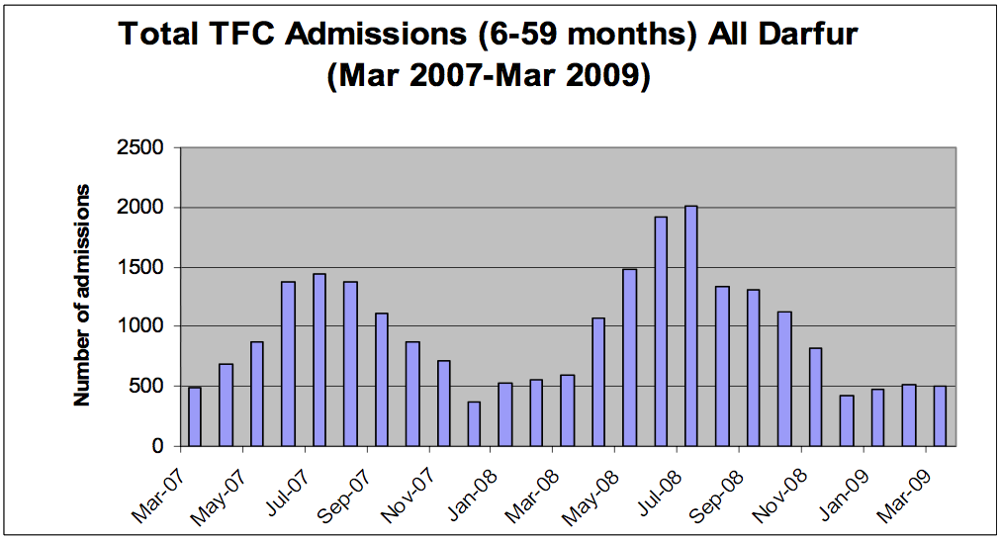 Total TFC Admissions (6-59 months) All Darfur
(Mar 2007-Mar 2009)
2500
2000
1500
1000
500
0
Number of admissions
Mar-07
May-07
Jul-07
Sep-07
Nov-07
Jan-08
Mar-08
May-08
Jul-08
Sep-08
Nov-08
Jan-09
Mar-09